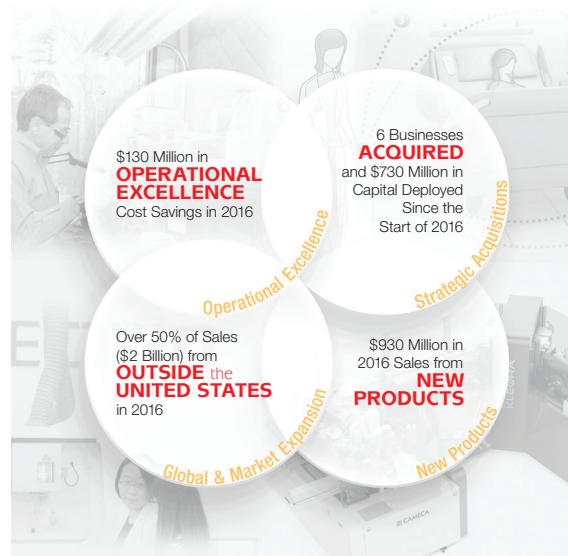 $130 Million in
OPERATIONAL
EXCELLENCE
Cost Savings in 2016
Operational Excellence
6 Businesses
ACQUIRED
and $730 Million in
Capital Deployed
Since the
Start of 2016
Strategic Acquisitions
Over 50% of Sales
($2 Billion) from
OUTSIDE the
UNITED STATES
in 2016
Global & Market Expansion
$930 Million in
2016 Sales from
NEW
PRODUCTS
New Products
CAMECA
3